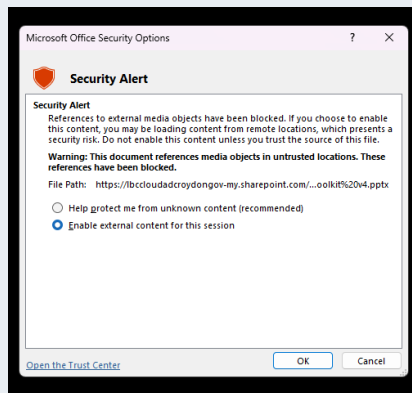 Microsoft Office Security Options
? ×
Security Alert
Security Alert
References to external media objects have been blocked. If you choose to enable
this content, you may be loading content from remote locations, which presents a
security risk. Do not enable this content unless you trust the source of this file.
Warning: This document references media objects in untrusted locations. These
references have been blocked.
File Path: https://lbccloudadcroydongov-my.sharepoint.com/...oolkit%20v4.pptx
Help protect me from unknown content (recommended)
Enable external content for this session
Open the Trust Center
OK
Cancel